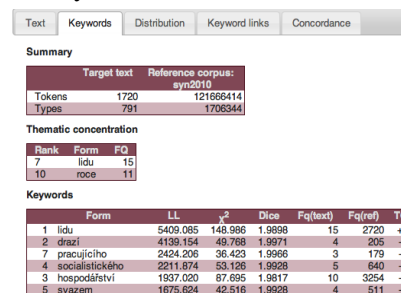 Text Keywords Distribution Keyword links Concordance
Summary
Target text Reference corpus:
syn2010
Tokens 1720 121666414
Types 791 1706344
Thematic concentration
Rank Form FQ
7 lidu 15
10 roce 11
Keywords
Form LL χ2 Dice Fq(text) Fq(ref)
1 lidu 5409.085 148.986 1.9898 15 2720
2 drazí 4139.154 49.768 1.9971 4 205
7 pracujícího 2424.206 36.423 1.9966 3 179
4 socialistického 2211.874 53.126 1.9928 5 640
3 hospodářství 1937.020 87.695 1.9817 10 3254
5 svazem 1675.624 42.516 1.9928 4 511